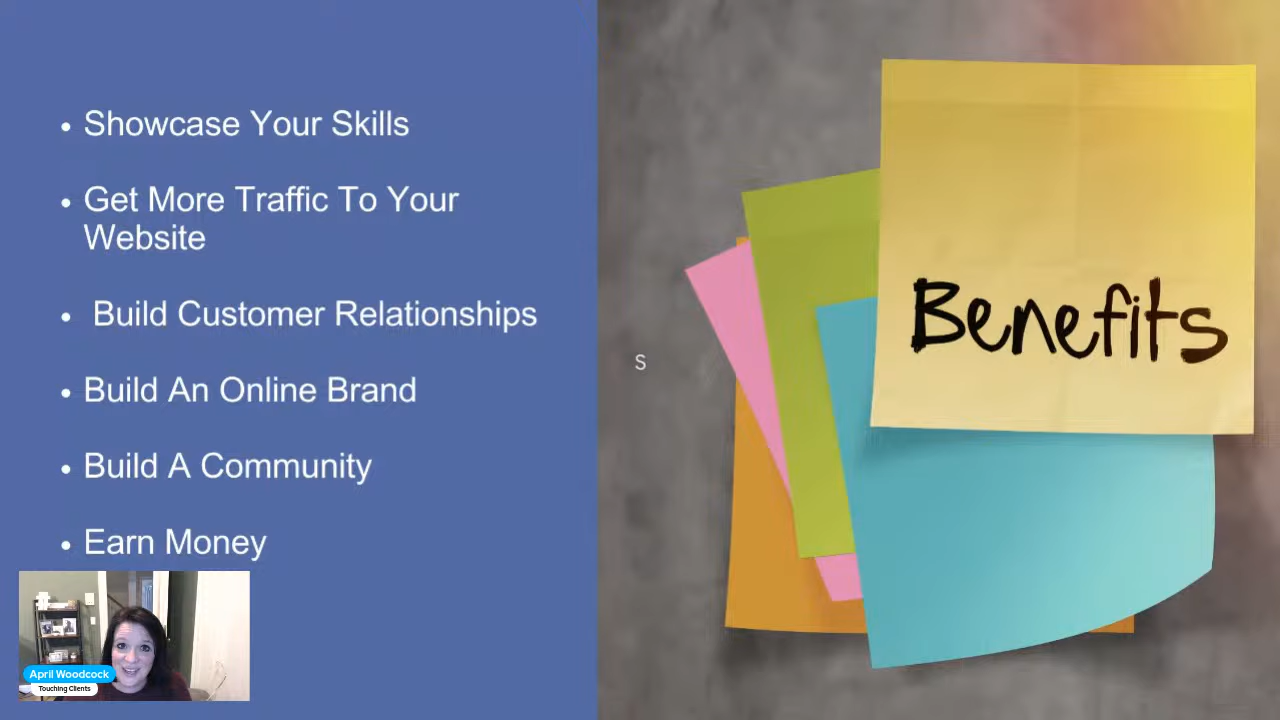 Showcase Your Skills
Get More Traffic To Your
Website
Build Customer Relationships
Build An Online Brand
Build A Community
Earn Money
S
Benefits
April Woodcock
Touching Clients